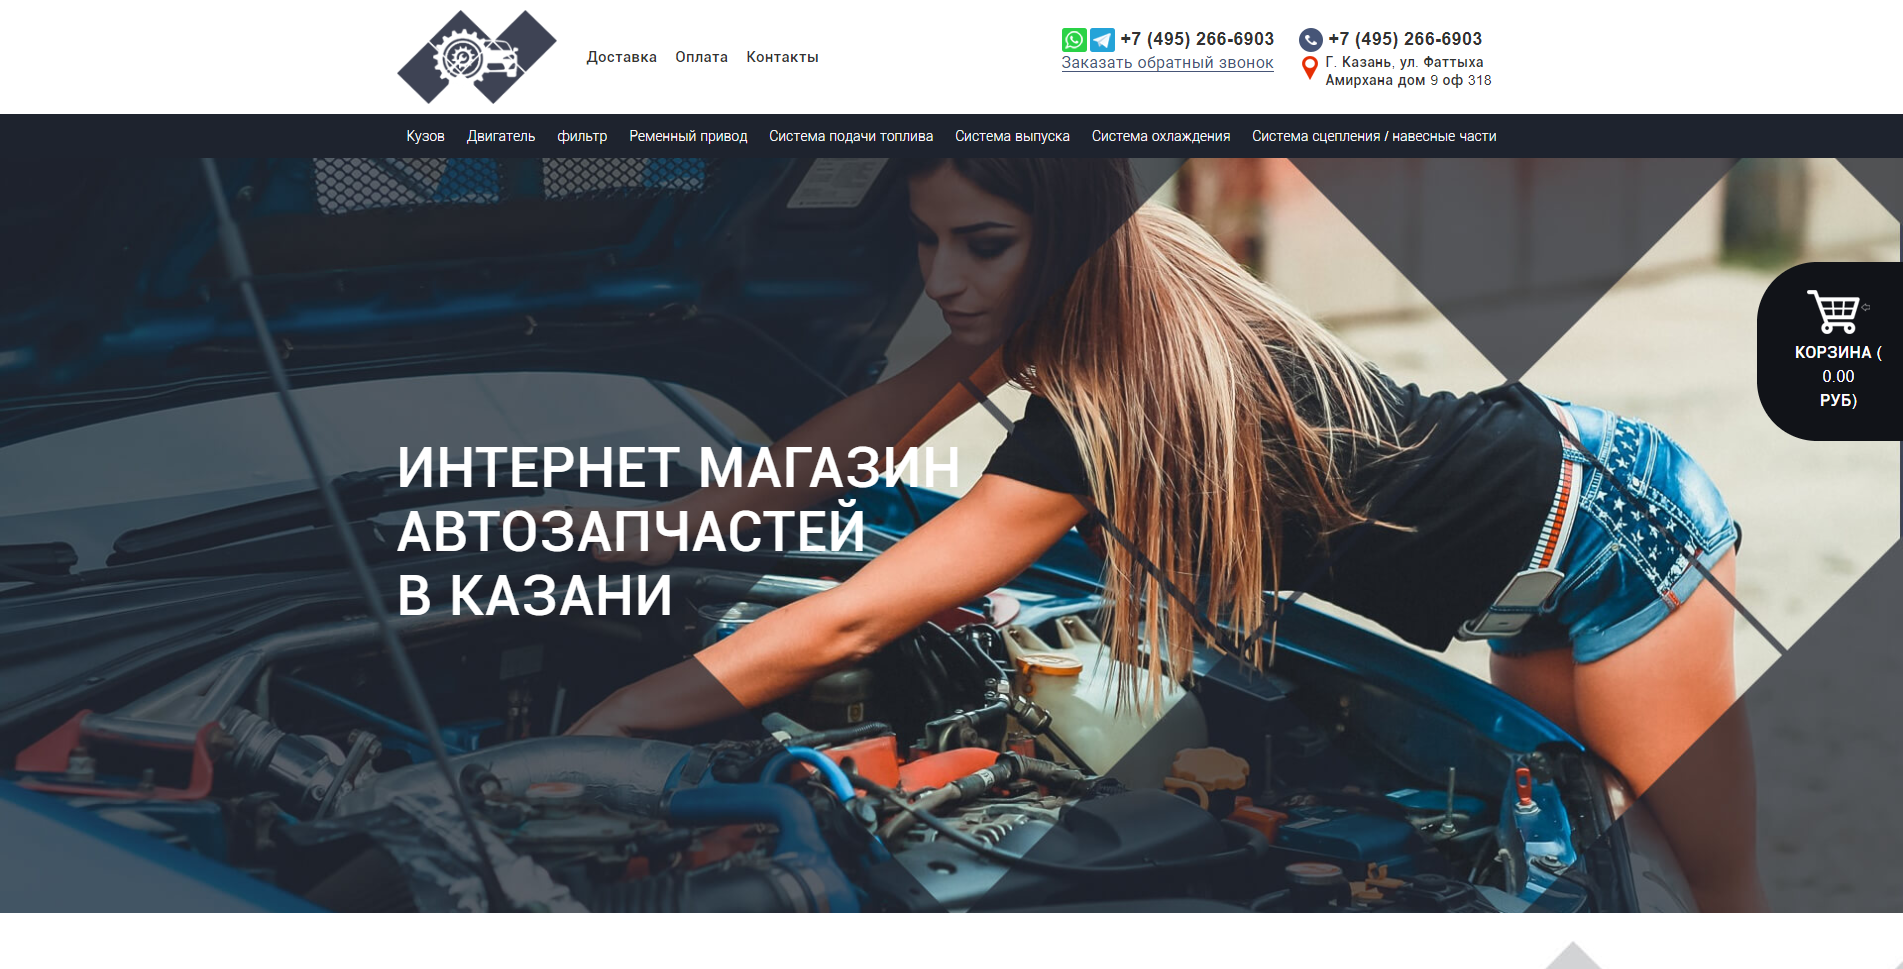 Доставка Оплата Контакты
+7 (495) 266-6903
Заказать обратный звонок
+7 (495) 266-6903
Г. Казань, ул. Фаттыха
Амирхана дом 9 оф 318
Кузов Двигатель фильтр Ременный привод Система подачи топлива Система выпуска Система охлаждения Система сцепления / навесные части
КОРЗИНА (
0.00
РУБ)
ИНТЕРНЕТ МАГАЗИН
АВТОЗАПЧАСТЕЙ
В КАЗАНИ